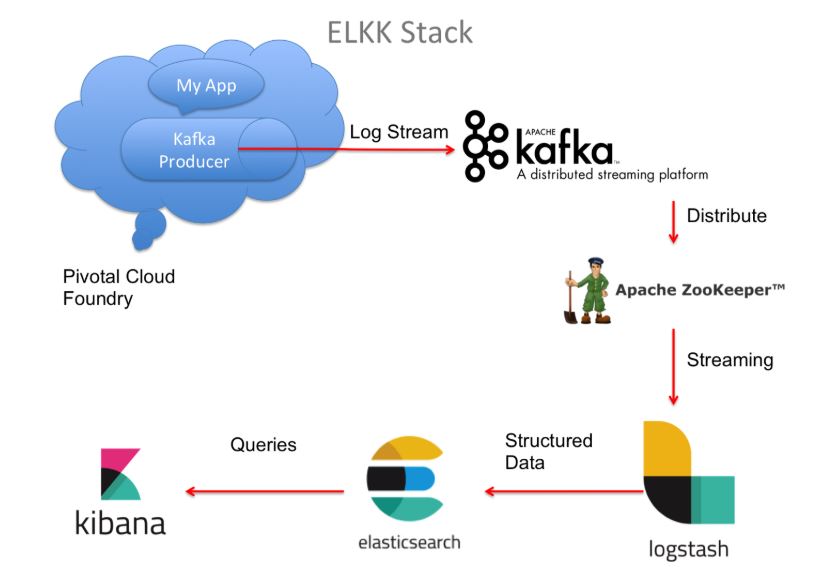 ELKK Stack
My App
Kafka
Producer
Log Stream
APACHE
kafka™
A distributed streaming platform
Distribute
Pivotal Cloud
Foundry
Apache ZooKeeper™
Streaming
Structured
Data
Queries
logstash
elasticsearch
kibana